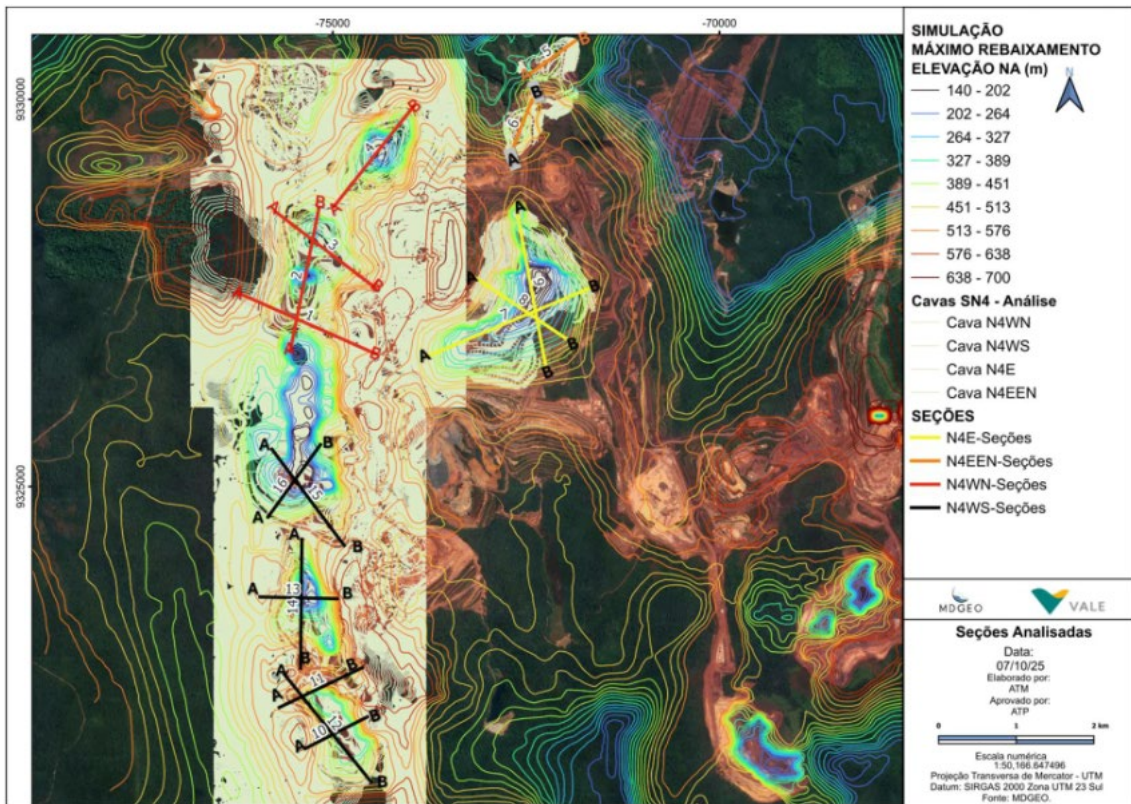 -75000
-70000
9330000
9325000
B
5
B
6
A
B
4
A
A
B
3
2
A
1
B
B
A
A
A
9
B
8
7
A
B
B
A
B
16
15
A
B
A
A
13
B
14
B
B
A
A
11
B
10
12
A
B
SIMULAÇÃO
MÁXIMO REBAIXAMENTO
ELEVAÇÃO NA (m)
N
140 - 202
202 - 264
264 - 327
327 - 389
389 - 451
451 - 513
513 - 576
576 - 638
638 - 700
Cavas SN4 - Análise
Cava N4WN
Cava N4WS
Cava N4E
Cava N4EEN
SEÇÕES
N4E-Seções
N4EEN-Seções
N4WN-Seções
N4WS-Seções
MDGEO
VALE
Seções Analisadas
Data:
07/10/25
Elaborado por:
ATM
Aprovado por:
ATP
0 1 2 km
Escala numérica
1:50,166.647496
Projeção Transversa de Mercator - UTM
Datum: SIRGAS 2000 Zona UTM 23 Sul
Fonte: MDGEO.